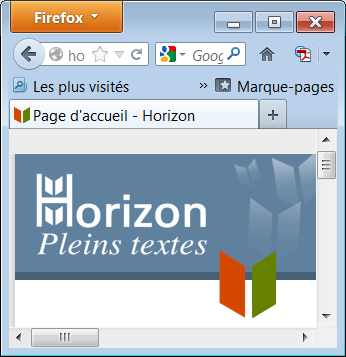 Firefox
ho
Goog
Les plus visités » Marque-pages
Page d'accueil - Horizon
Horizon
Pleins textes